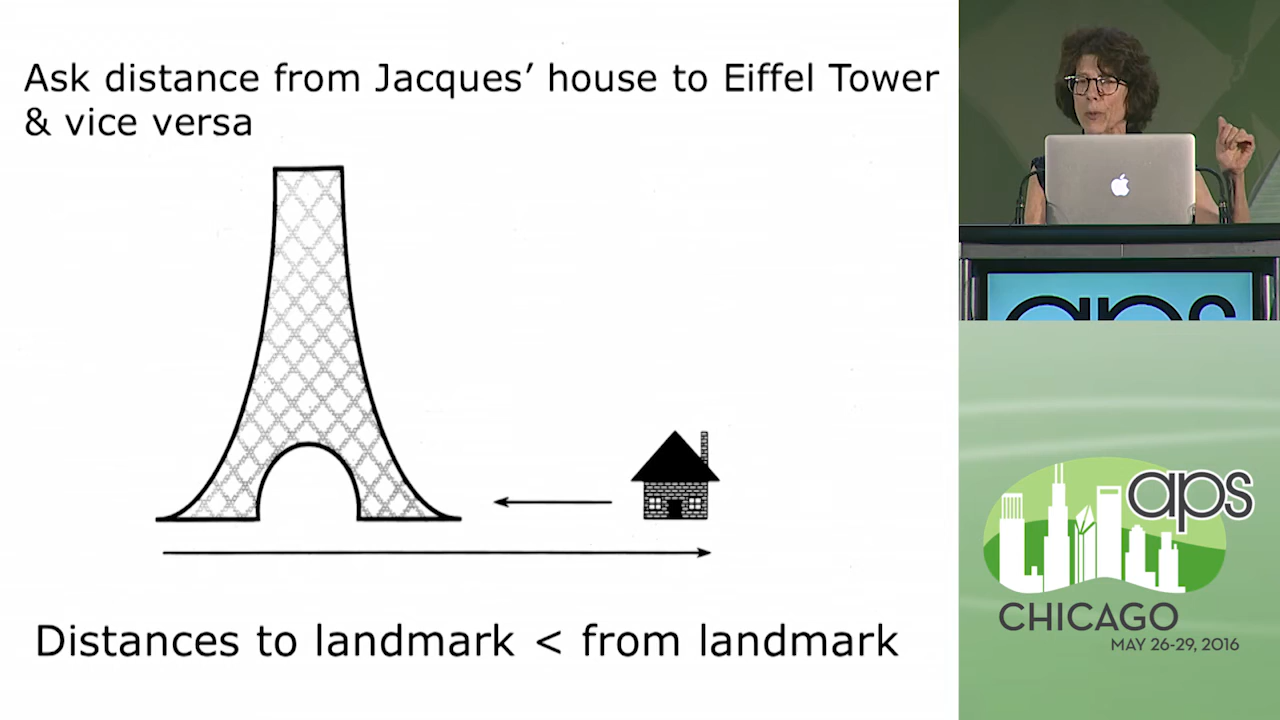 Ask distance from Jacques’ house to Eiffel Tower
& vice versa
Distances to landmark < from landmark
aps
aps
CHICAGO
MAY 26-29, 2016